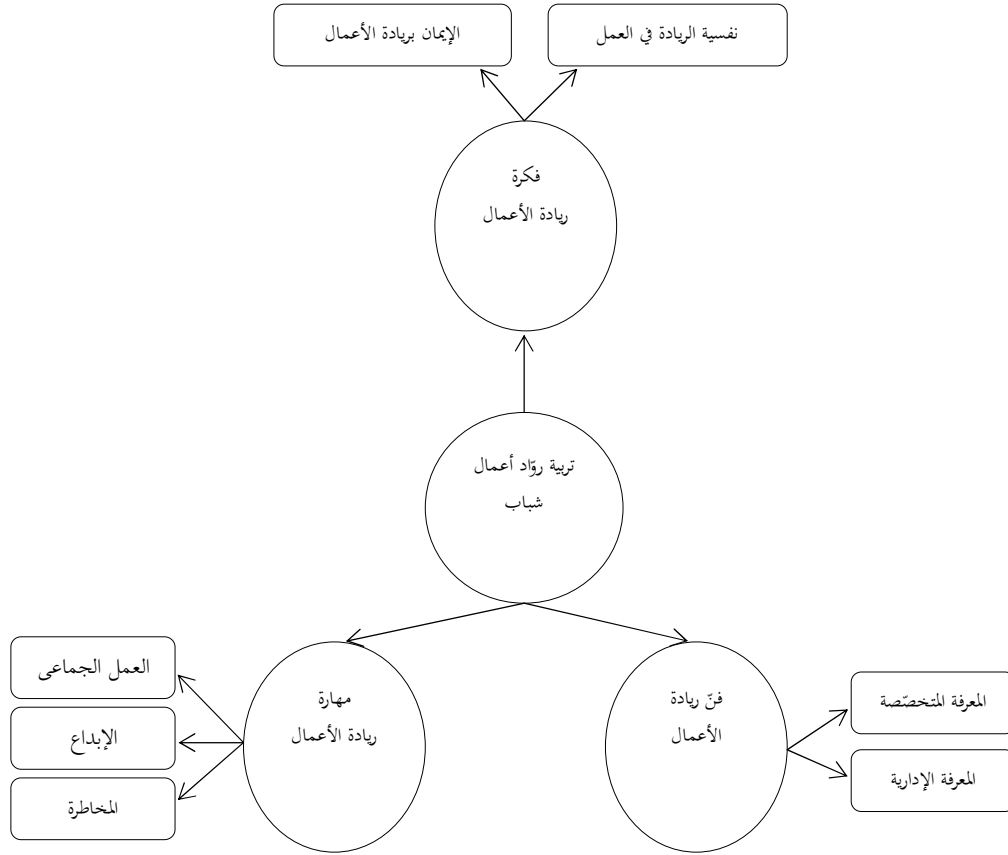 نفسية الريادة في العمل
الإيمان بريادة الأعمال
فكرة
ريادة الأعمال
تربية روّاد أعمال
شباب
فنّ ريادة
الأعمال
المعرفة المتخصّصة
المعرفة الإدارية
مهارة
ريادة الأعمال
العمل الجماعى
الإبداع
المخاطرة